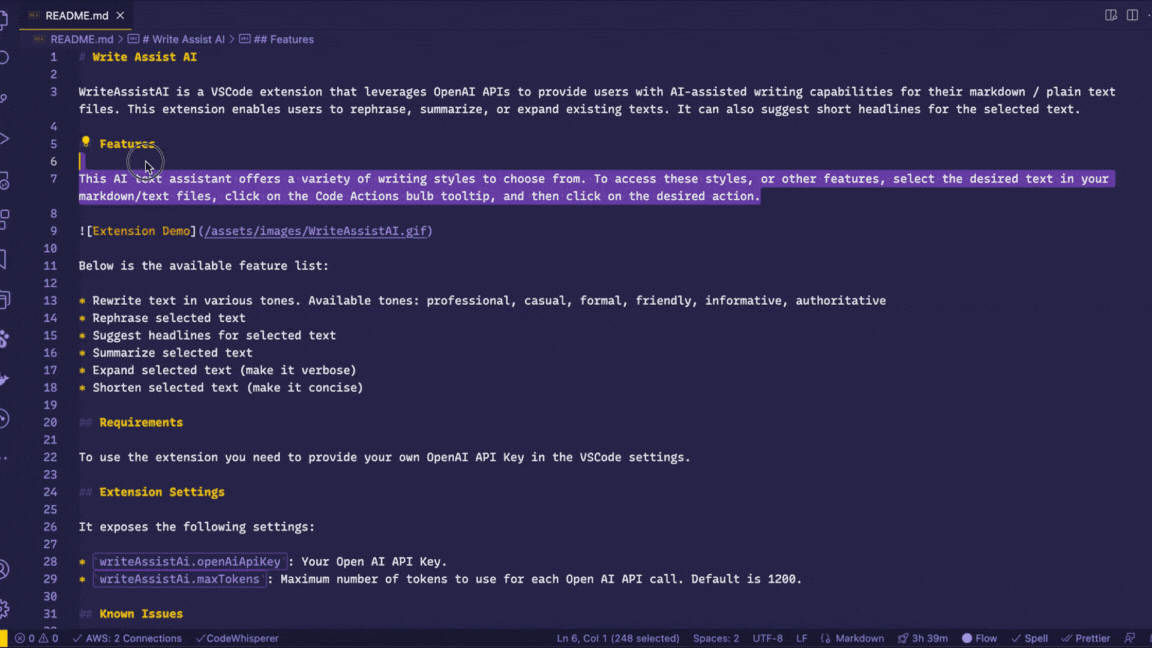 README.md
README.md > # Write Assist AI > ## Features
1 # Write Assist AI
2
3 WriteAssistAI is a VSCode extension that leverages OpenAI APIs to provide users with AI-assisted writing capabilities for their markdown / plain text
files. This extension enables users to rephrase, summarize, or expand existing texts. It can also suggest short headlines for the selected text.
4
5 Features
6
7 This AI text assistant offers a variety of writing styles to choose from. To access these styles, or other features, select the desired text in your
markdown/text files, click on the Code Actions bulb tooltip, and then click on the desired action.
8
9 ![Extension Demo](/assets/images/WriteAssistAI.gif)
10
11 Below is the available feature list:
12
13 * Rewrite text in various tones. Available tones: professional, casual, formal, friendly, informative, authoritative
14 * Rephrase selected text
15 * Suggest headlines for selected text
16 * Summarize selected text
17 * Expand selected text (make it verbose)
18 * Shorten selected text (make it concise)
19
20 ## Requirements
21
22 To use the extension you need to provide your own OpenAI API Key in the VSCode settings.
23
24 ## Extension Settings
25
26 It exposes the following settings:
27
28 * `writeAssistAi.openAiApiKey`: Your Open AI API Key.
29 * `writeAssistAi.maxTokens`: Maximum number of tokens to use for each Open AI API call. Default is 1200.
30
31 ## Known Issues
0 0 AWS: 2 Connections CodeWhisperer Ln 6, Col 1 (248 selected) Spaces: 2 UTF-8 LF Markdown 3h 39m Flow Spell Prettier